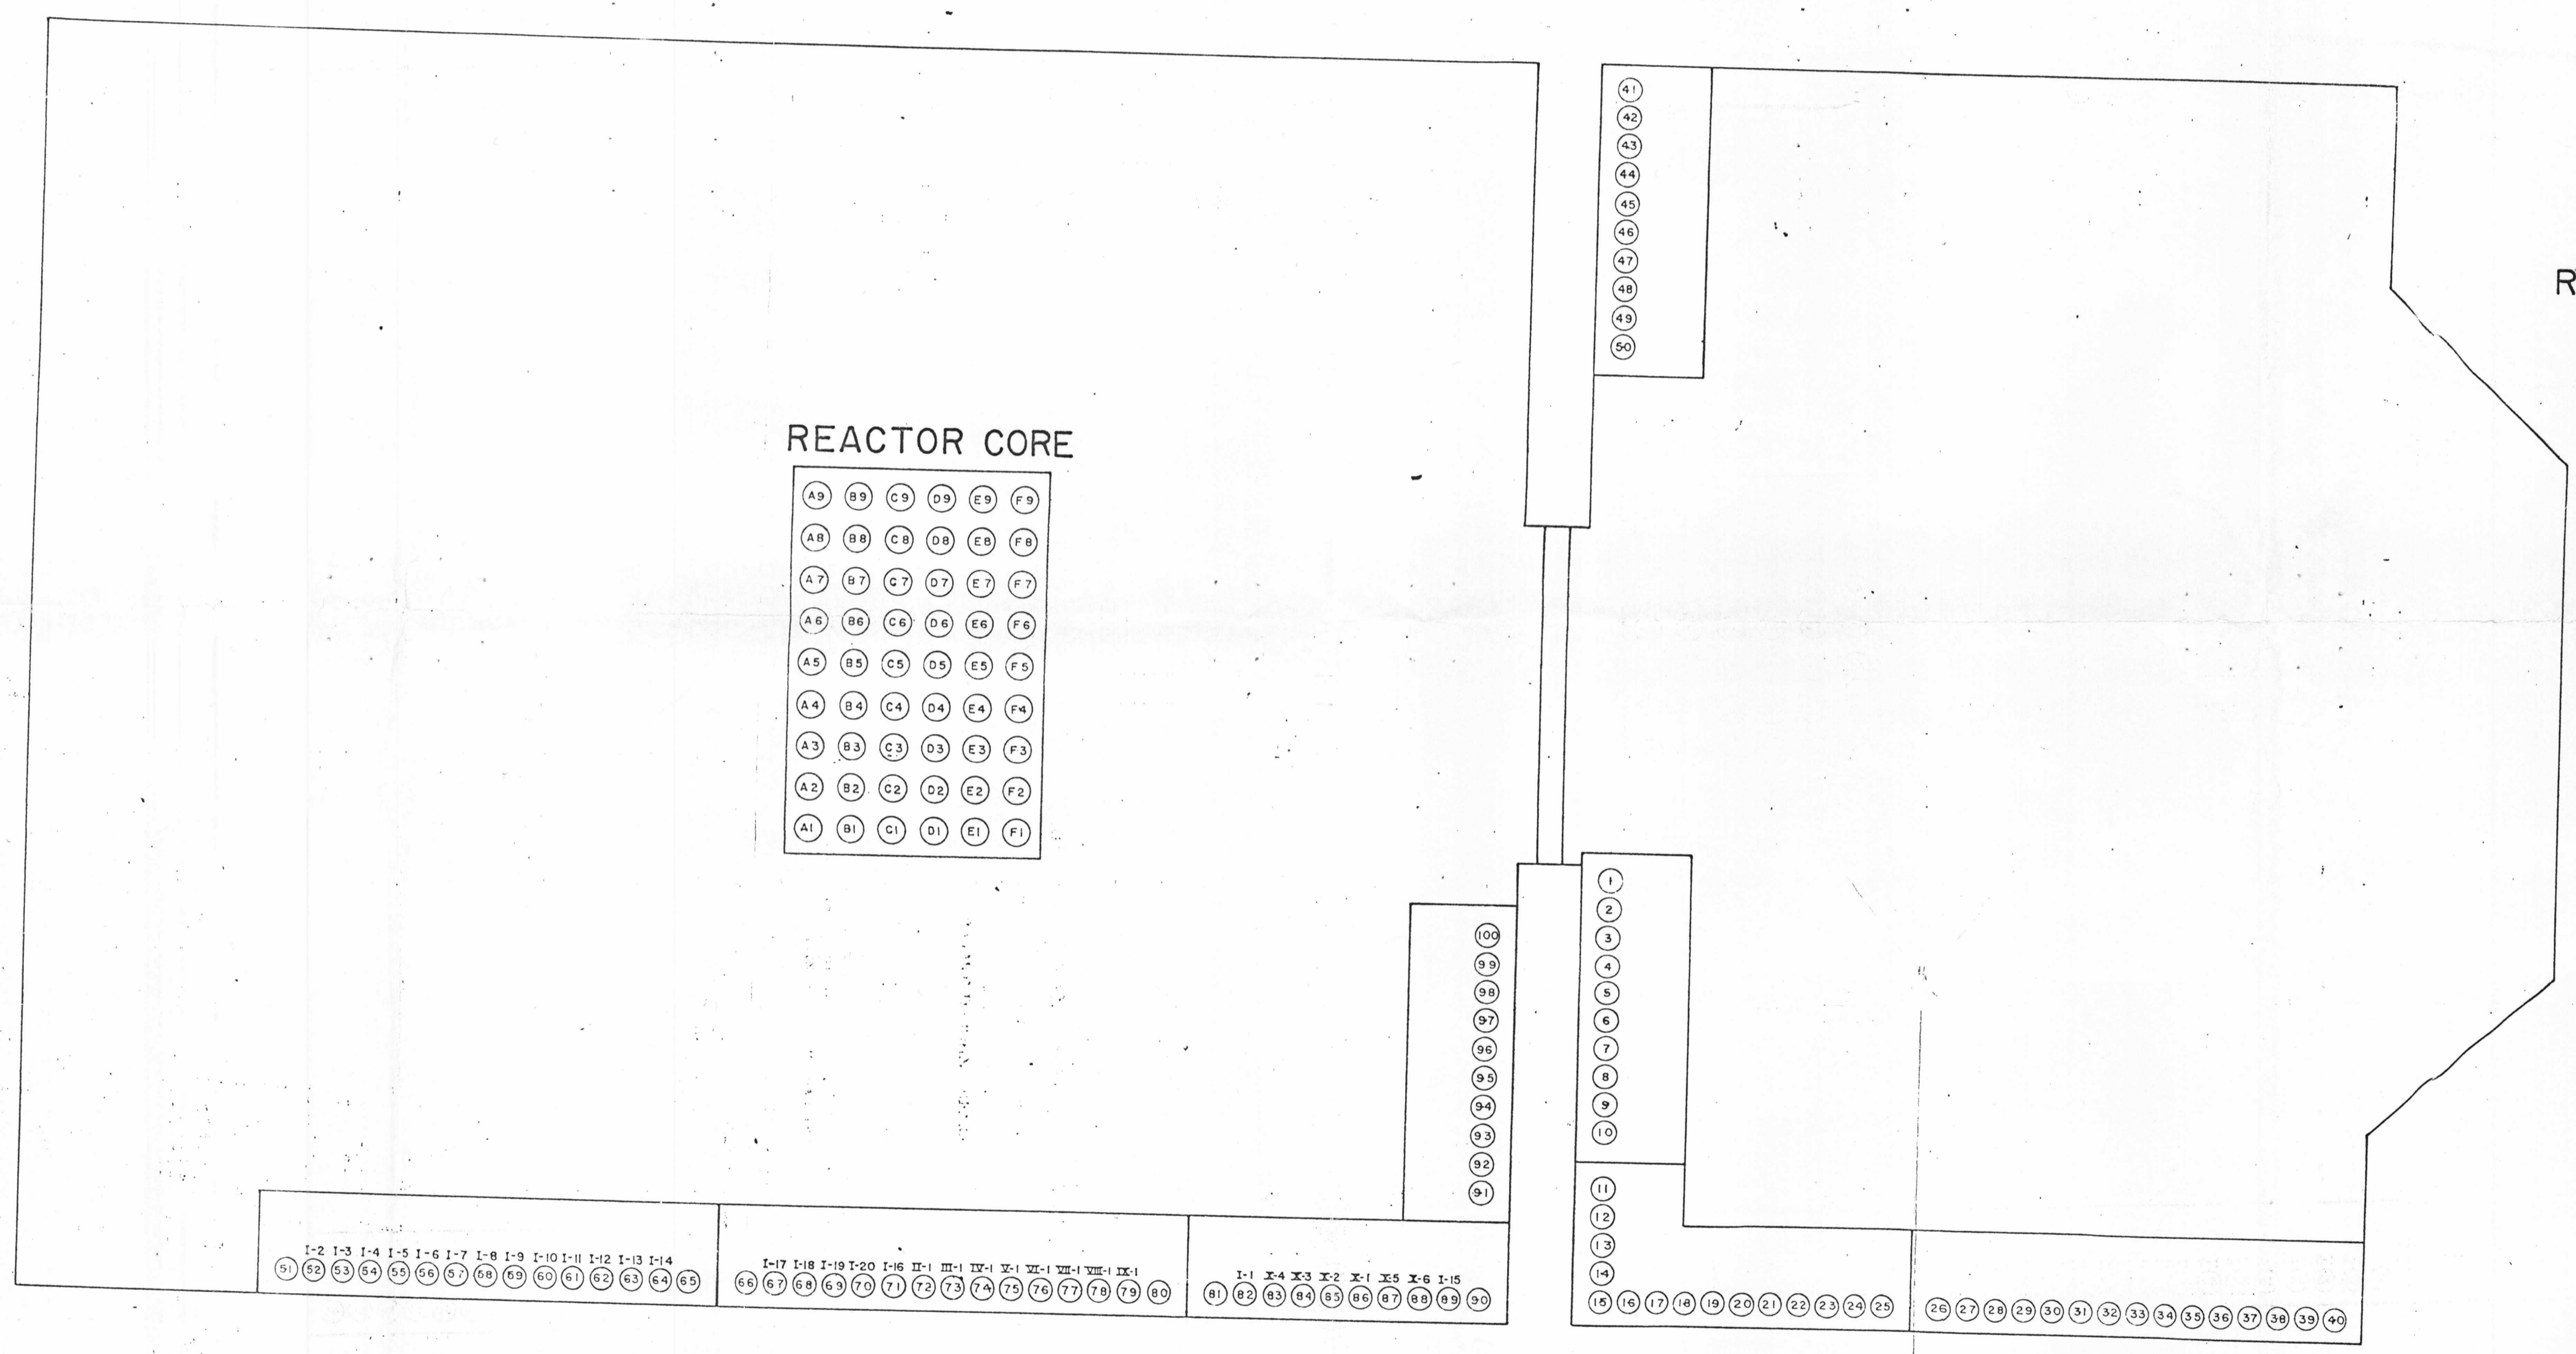 R
REACTOR CORE
A9 B9 C9 D9 E9 F9
A8 B8 C8 D8 E8 F8
A7 B7 C7 D7 E7 F7
A6 B6 C6 D6 E6 F6
A5 B5 C5 D5 E5 F5
A4 B4 C4 D4 E4 F4
A3 B3 C3 D3 E3 F3
A2 B2 C2 D2 E2 F2
A1 B1 C1 D1 E1 F1
41
42
43
44
45
46
47
48
49
50
100
99
98
97
96
95
94
93
92
91
1
2
3
4
5
6
7
8
9
10
11
12
13
14
I-2 I-3 I-4 I-5 I-6 I-7 I-8 I-9 I-10 I-11 I-12 I-13 I-14
51 52 53 54 55 56 57 58 59 60 61 62 63 64 65
I-17 I-18 I-19 I-20 I-16 II-1 III-1 IV-1 V-1 VI-1 VII-1 VIII-1 IX-1
66 67 68 69 70 71 72 73 74 75 76 77 78 79 80
I-1 X-4 X-3 X-2 X-1 X-5 X-6 I-15
81 82 83 84 85 86 87 88 89 90
15 16 17 18 19 20 21 22 23 24 25
26 27 28 29 30 31 32 33 34 35 36 37 38 39 40